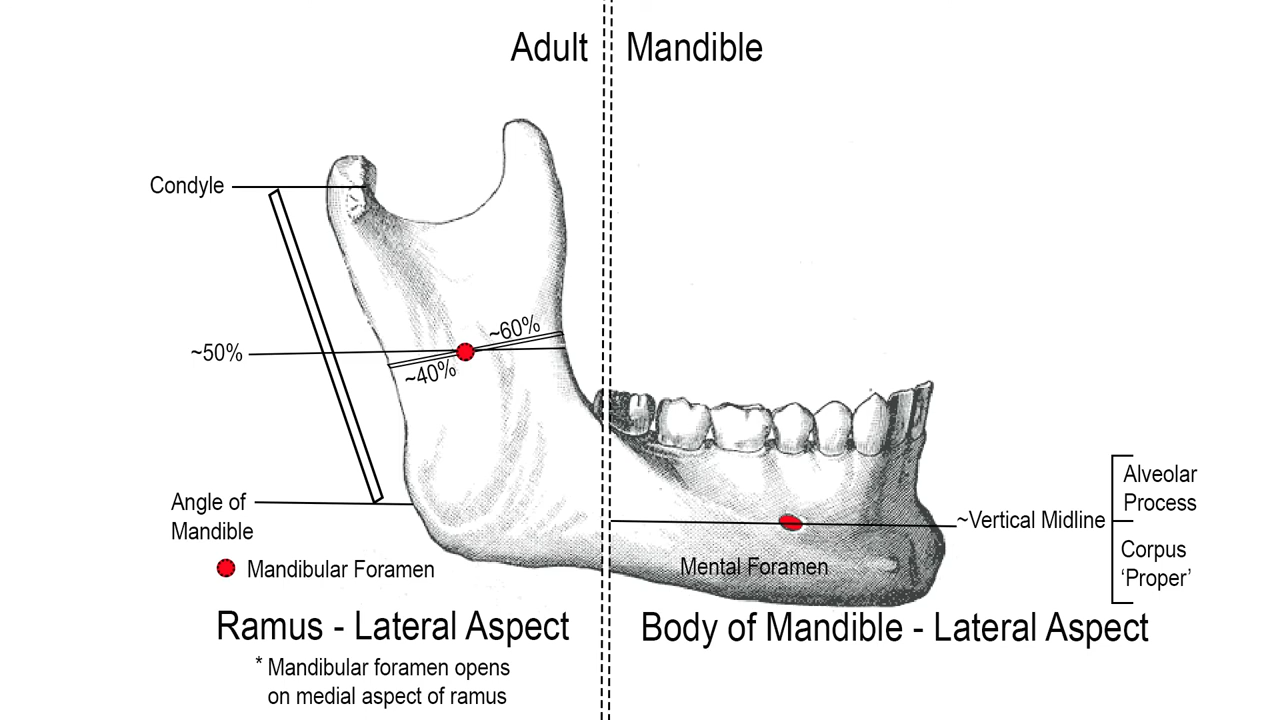 Adult Mandible
Condyle
~60%
~50%
~40%
Angle of
Mandible
Mandibular Foramen
Ramus - Lateral Aspect
* Mandibular foramen opens
on medial aspect of ramus
Alveolar
Process
~Vertical Midline
Corpus
‘Proper’
Mental Foramen
Body of Mandible - Lateral Aspect